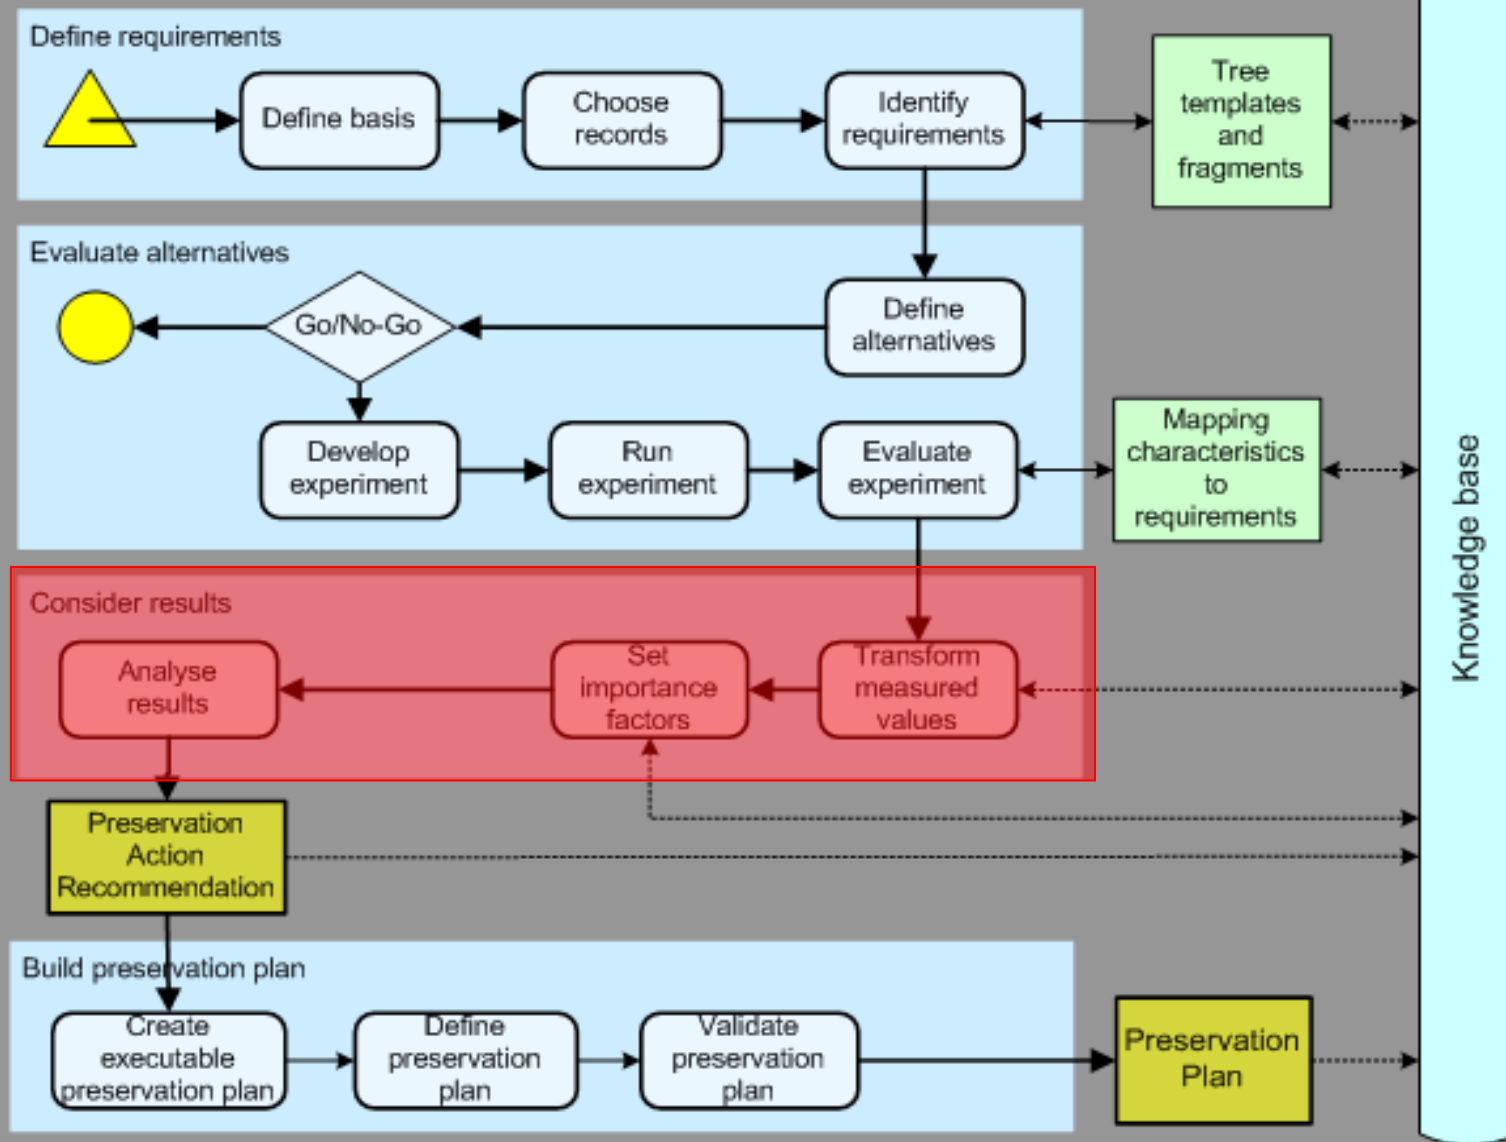 Define requirements
Define basis
Choose
records
Identify
requirements
Tree
templates
and
fragments
Evaluate alternatives
Go/No-Go
Define
alternatives
Develop
experiment
Run
experiment
Evaluate
experiment
Mapping
characteristics
to
requirements
Knowledge base
Consider results
Analyse
results
Set
importance
factors
Transform
measured
values
Preservation
Action
Recommendation
Build preservation plan
Create
executable
preservation plan
Define
preservation
plan
Validate
preservation
plan
Preservation
Plan